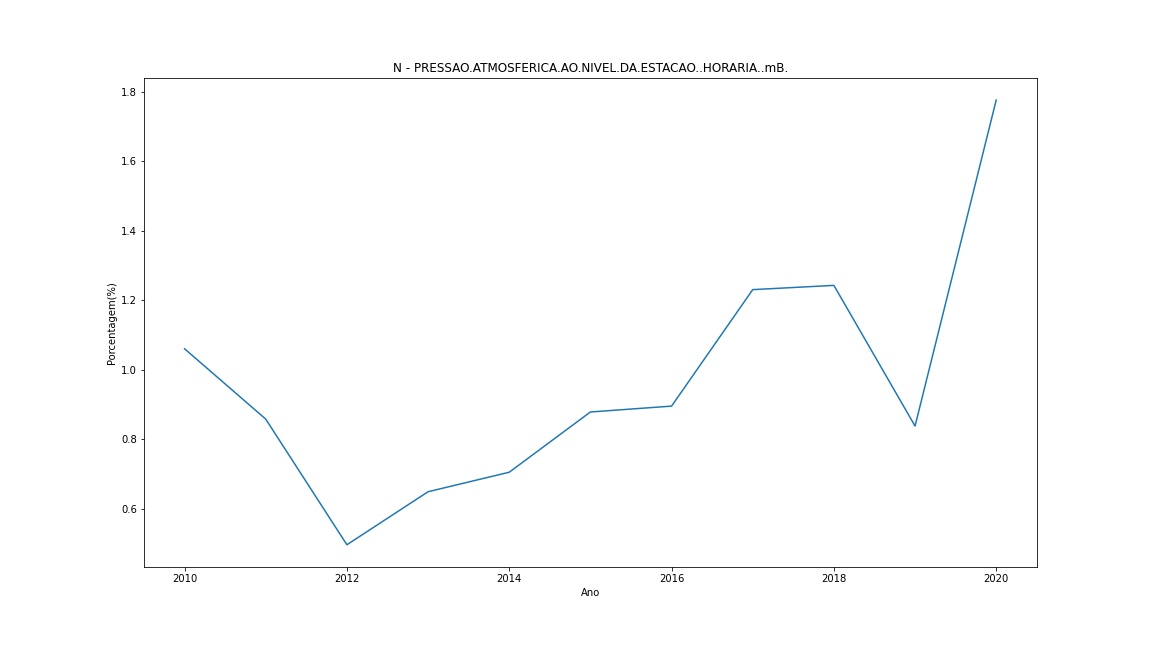 N - PRESSAO.ATMOSFERICA.AO.NIVEL.DA.ESTACAO..HORARIA..mB.
Porcentagem(%)
1.8
1.6
1.4
1.2
1.0
0.8
0.6
2010 2012 2014 2016 2018 2020
Ano